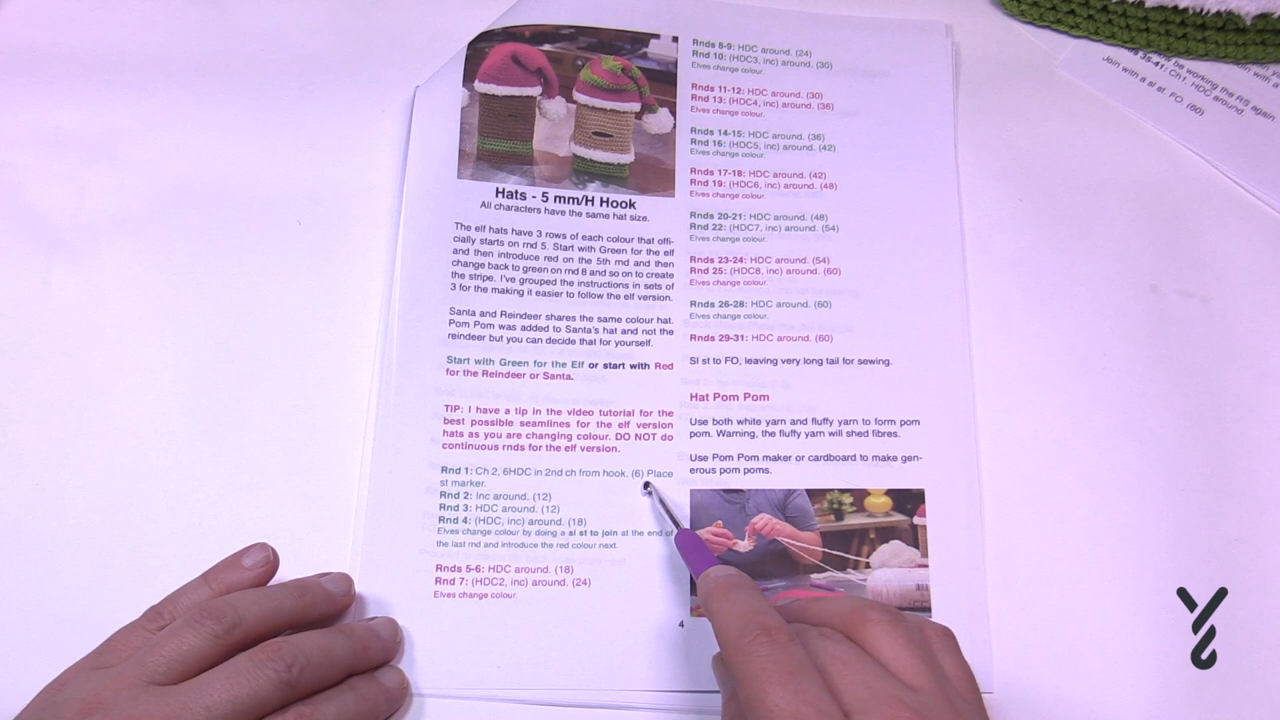 Hats - 5 mm/H Hook
All characters have the same hat size.
The elf hats have 3 rows of each colour that offi-
cially starts on rnd 5. Start with Green for the elf
and then introduce red on the 5th rnd and then
change back to green on rnd 8 and so on to create
the stripe. I've grouped the instructions in sets of
3 for the making it easier to follow the elf version.
Santa and Reindeer shares the same colour hat.
Pom Pom was added to Santa's hat and not the
reindeer but you can decide that for yourself.
Start with Green for the Elf or start with Red
for the Reindeer or Santa.
TIP: I have a tip in the video tutorial for the
best possible seamlines for the elf version
hats as you are changing colour. DO NOT do
continuous rnds for the elf version.
Rnd 1: Ch 2, 6HDC in 2nd ch from hook. (6) Place
st marker.
Rnd 2: Inc around. (12)
Rnd 3: HDC around. (12)
Rnd 4: (HDC, inc) around. (18)
Elves change colour by doing a sl st to join at the end of
the last rnd and introduce the red colour next.
Rnds 5-6: HDC around. (18)
Rnd 7: (HDC2, inc) around. (24)
Elves change colour.
Rnds 8-9: HDC around. (24)
Rnd 10: (HDC3, inc) around. (30)
Elves change colour.
Rnds 11-12: HDC around. (30)
Rnd 13: (HDC4, inc) around. (36)
Elves change colour.
Rnds 14-15: HDC around. (36)
Rnd 16: (HDC5, inc) around. (42)
Elves change colour.
Rnds 17-18: HDC around. (42)
Rnd 19: (HDC6, inc) around. (48)
Elves change colour.
Rnds 20-21: HDC around. (48)
Rnd 22: (HDC7, inc) around. (54)
Elves change colour.
Rnds 23-24: HDC around. (54)
Rnd 25: (HDC8, inc) around. (60)
Elves change colour.
Rnds 26-28: HDC around. (60)
Elves change colour.
Rnds 29-31: HDC around. (60)
Sl st to FO, leaving very long tail for sewing.
Hat Pom Pom
Use both white yarn and fluffy yarn to form pom
pom. Warning, the fluffy yarn will shed fibres.
Use Pom Pom maker or cardboard to make gen-
erous pom poms.
4
be working the RS again
35-41: Ch1, HDC around.
Join with a sl st. FO. (60)